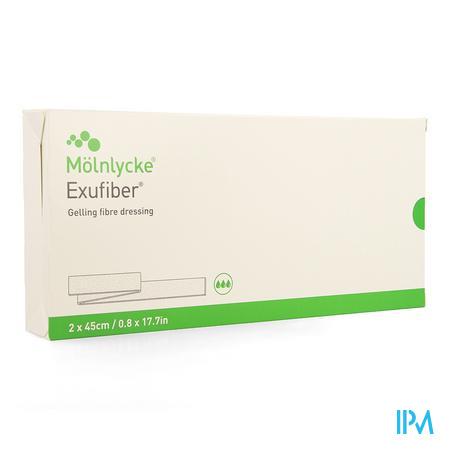 Mölnlycke®
Exufiber®
Gelling fibre dressing
2 x 45cm / 0.8 x 17.7in
IPM